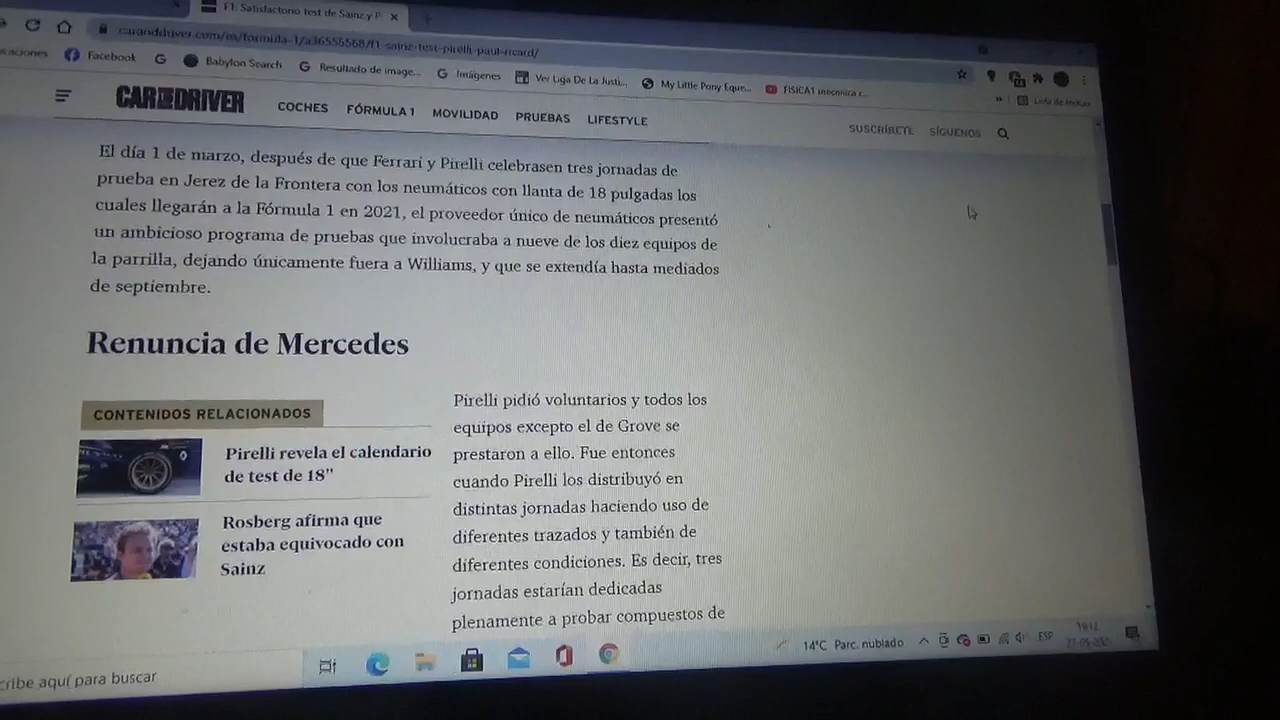 F1: Satisfactorio test de Sainz y P
carandddriver.com/es/formula-1/a36555568/f1-sainz-test-pirelli-paul-ricard/
Facebook Babylon Search Resultado de image... Imágenes Ver Liga De La Justi... My Little Pony Eque...
CAR AND DRIVER COCHES FÓRMULA 1 MOVILIDAD PRUEBAS LIFESTYLE SUSCRÍBETE SÍGUENOS
El día 1 de marzo, después de que Ferrari y Pirelli celebrasen tres jornadas de
prueba en Jerez de la Frontera con los neumáticos con llanta de 18 pulgadas los
cuales llegarán a la Fórmula 1 en 2021, el proveedor único de neumáticos presentó
un ambicioso programa de pruebas que involucraba a nueve de los diez equipos de
la parrilla, dejando únicamente fuera a Williams, y que se extendía hasta mediados
de septiembre.
Renuncia de Mercedes
CONTENIDOS RELACIONADOS
Pirelli revela el calendario
de test de 18"
Rosberg afirma que
estaba equivocado con
Sainz
Pirelli pidió voluntarios y todos los
equipos excepto el de Grove se
prestaron a ello. Fue entonces
cuando Pirelli los distribuyó en
distintas jornadas haciendo uso de
diferentes trazados y también de
diferentes condiciones. Es decir, tres
jornadas estarían dedicadas
plenamente a probar compuestos de
cribe aquí para buscar
14°C Parc. nublado ESP
19:12